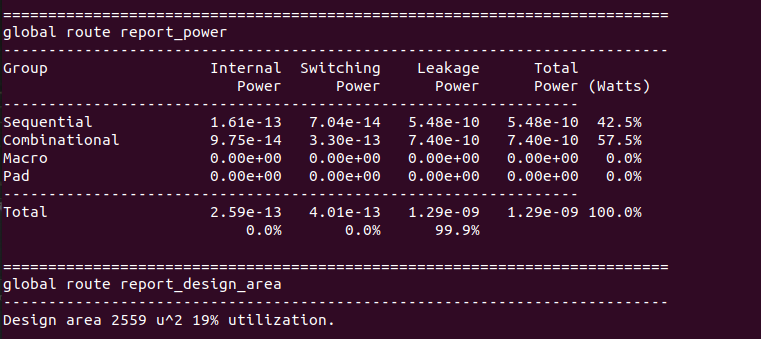 ==========================================================================
global route report_power
--------------------------------------------------------------------------
Group                  Internal  Switching    Leakage      Total
                          Power      Power      Power      Power (Watts)
----------------------------------------------------------------
Sequential             1.61e-13   7.04e-14   5.48e-10   5.48e-10  42.5%
Combinational          9.75e-14   3.30e-13   7.40e-10   7.40e-10  57.5%
Macro                  0.00e+00   0.00e+00   0.00e+00   0.00e+00   0.0%
Pad                    0.00e+00   0.00e+00   0.00e+00   0.00e+00   0.0%
----------------------------------------------------------------
Total                  2.59e-13   4.01e-13   1.29e-09   1.29e-09 100.0%
                           0.0%       0.0%      99.9%
==========================================================================
global route report_design_area
--------------------------------------------------------------------------
Design area 2559 u^2 19% utilization.